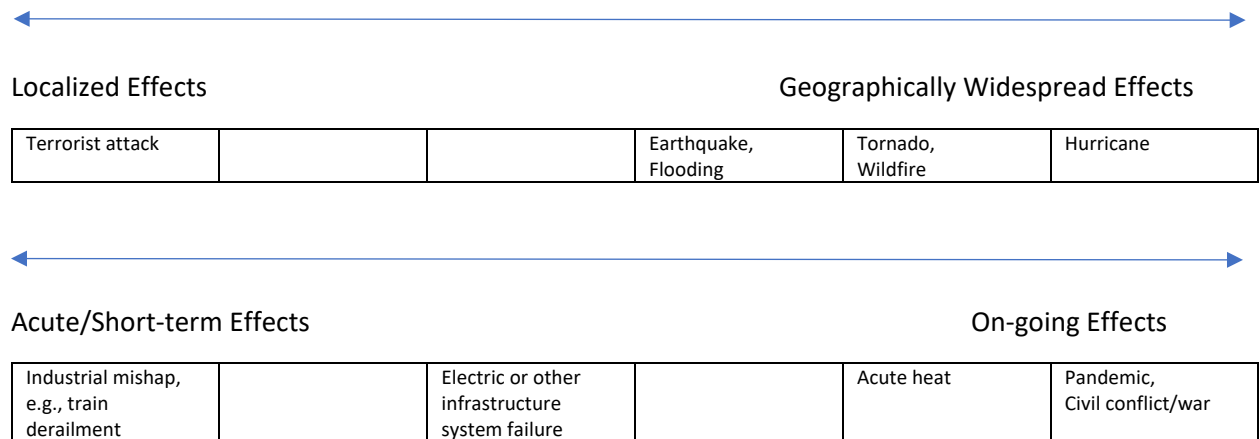 Localized Effects Geographically Widespread Effects
Terrorist attack Earthquake, Tornado, Hurricane
Flooding Wildfire
Acute/Short-term Effects On-going Effects
Industrial mishap, Electric or other Acute heat Pandemic,
e.g., train infrastructure Civil conflict/war
derailment system failure